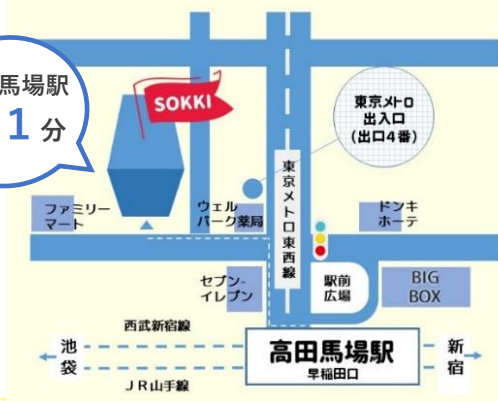 馬場駅
1 分
SOKKI
東京メトロ
出入口
(出口4番)
東京メトロ東西線
ファミリー
マート
ウェル
パーク薬局
ドンキ
ホーテ
セブン-
イレブン
駅前
広場
BIG
BOX
西武新宿線
池袋
高田馬場駅
早稲田口
新宿
JR山手線